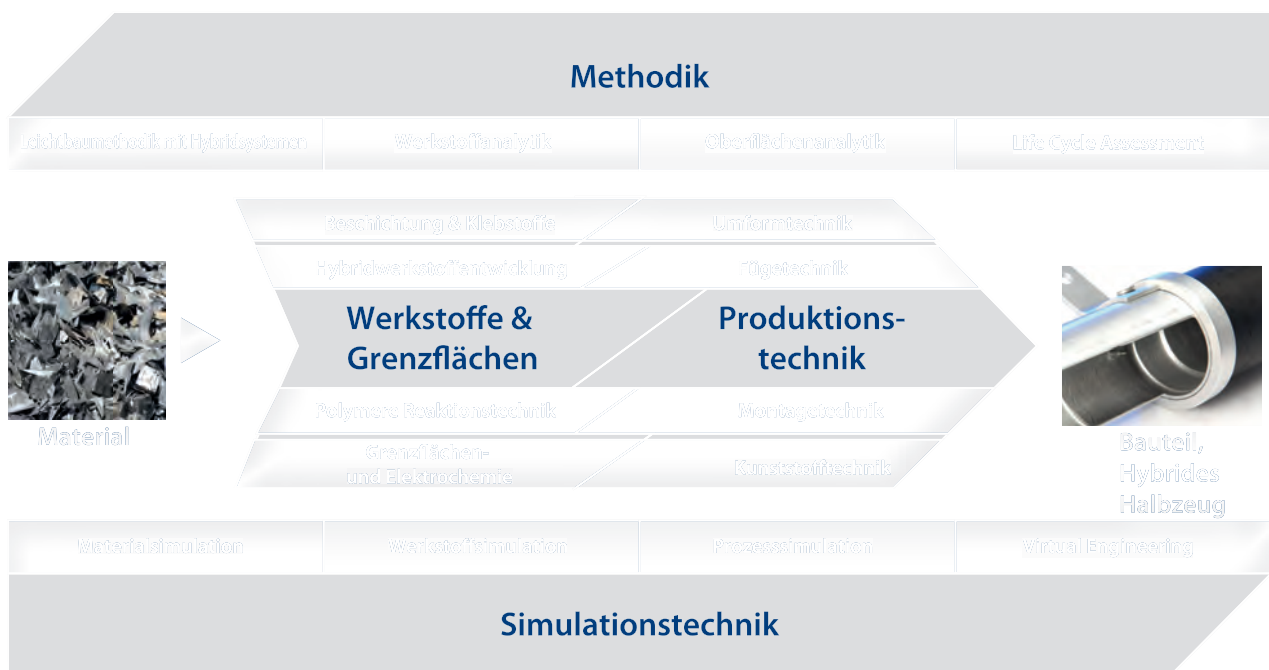 Methodik
Leichtbaumethodik mit Hybridsystemen
Werkstoffanalytik
Oberflächenanalytik
Life Cycle Assessment
Beschichtung & Klebstoffe
Umformtechnik
Hybridwerkstoffentwicklung
Fügetechnik
Werkstoffe &
Grenzflächen
Produktions-
technik
Polymere Reaktionstechnik
Montagetechnik
Grenzflächen-
und Elektrochemie
Kunststofftechnik
Material
Bauteil,
Hybrides
Halbzeug
Materialsimulation
Werkstoffsimulation
Prozesssimulation
Virtual Engineering
Simulationstechnik